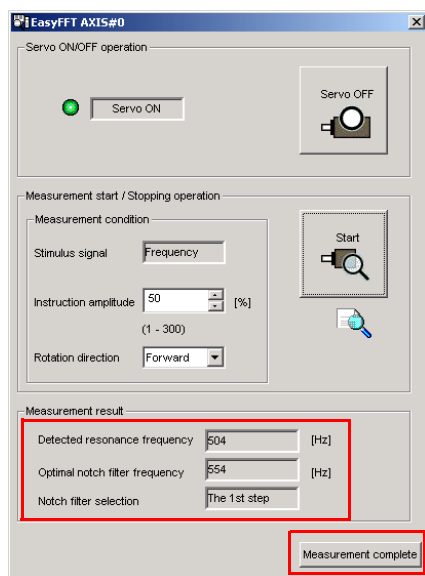 EasyFFT AXIS#0
Servo ON/OFF operation
Servo ON
Servo OFF
Measurement start / Stopping operation
Measurement condition
Stimulus signal Frequency
Start
Instruction amplitude 50 [%]
(1 - 300)
Rotation direction Forward
Measurement result
Detected resonance frequency 504 [Hz]
Optimal notch filter frequency 554 [Hz]
Notch filter selection The 1st step
Measurement complete